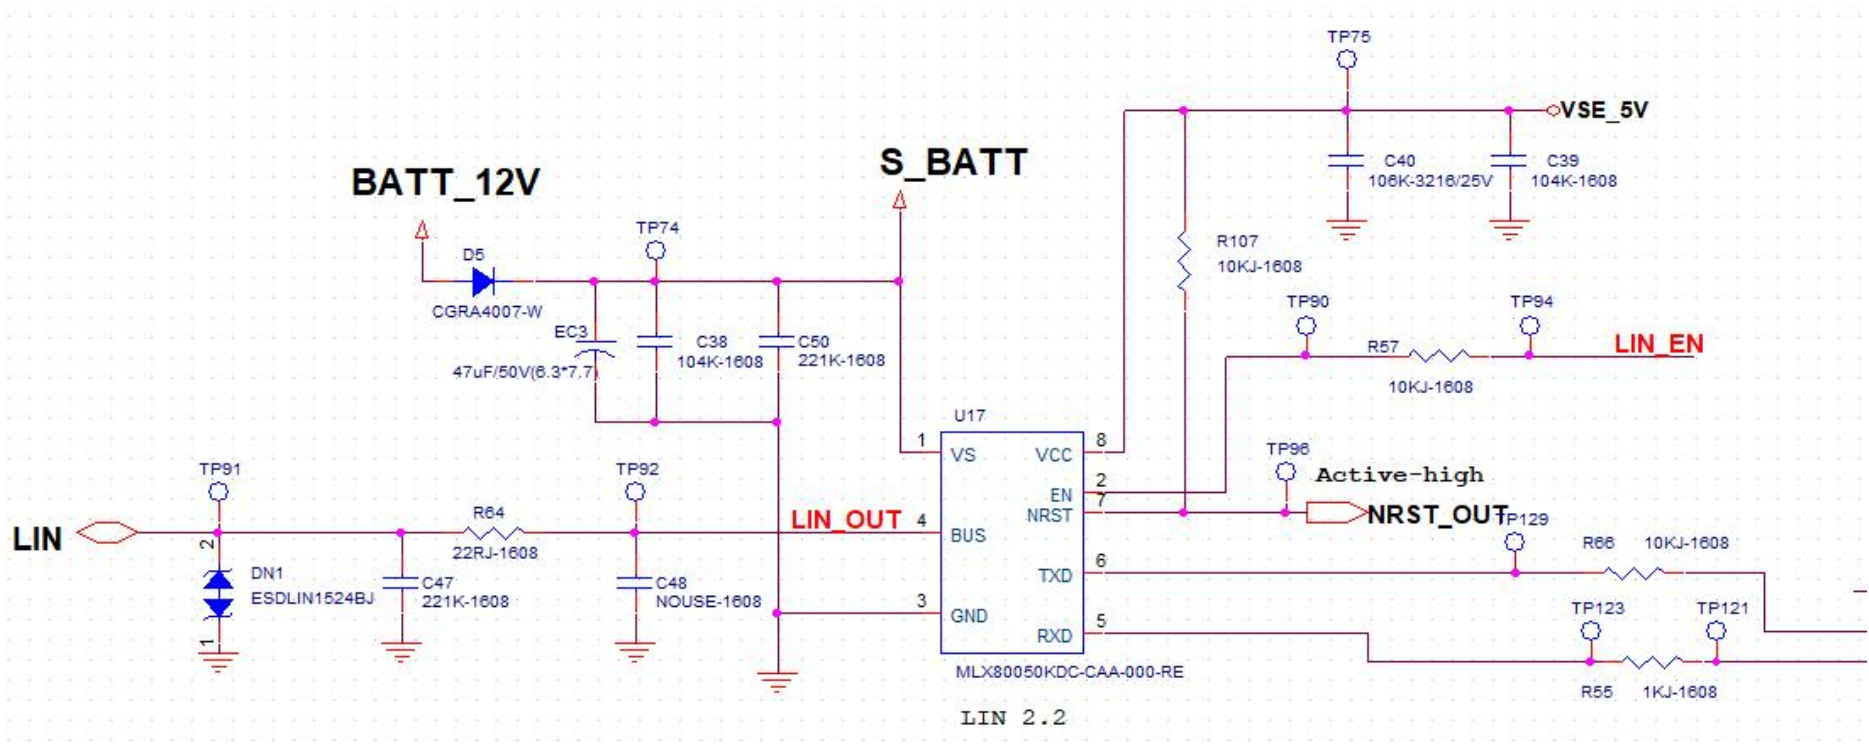 TP75
VSE_5V
S_BATT
BATT_12V
C40
106K-3216/25V
C39
104K-1608
TP74
D5
CGRA4007-W
R107
10KJ-1608
EC3
47uF/50V(6.3*7.7)
C38
104K-1608
C50
221K-1608
TP90
TP94
R57
LIN_EN
10KJ-1608
U17
1
VS
VCC
8
EN
2
NRST
7
TP96
Active-high
NRST_OUT
TP91
TP92
LIN
R64
22RJ-1608
LIN_OUT
4
BUS
2
DN1
ESDLIN1524BJ
1
C47
221K-1608
C48
NOUSE-1608
3
GND
TXD
6
RXD
5
TP129
R66
10KJ-1608
TP123
TP121
R55
1KJ-1608
MLX80050KDC-CAA-000-RE
LIN 2.2